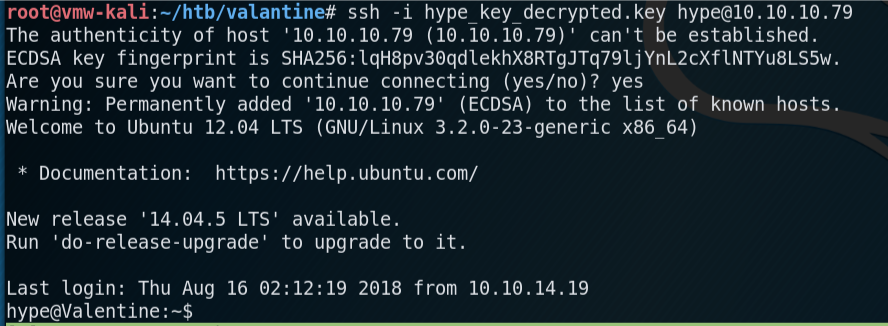 root@vmw-kali:~/htb/valantine# ssh -i hype_key_decrypted.key hype@10.10.10.79
The authenticity of host '10.10.10.79 (10.10.10.79)' can't be established.
ECDSA key fingerprint is SHA256:lqH8pv30qdlekhX8RTgJTq79ljYnL2cXflNTYu8LS5w.
Are you sure you want to continue connecting (yes/no)? yes
Warning: Permanently added '10.10.10.79' (ECDSA) to the list of known hosts.
Welcome to Ubuntu 12.04 LTS (GNU/Linux 3.2.0-23-generic x86_64)
 * Documentation:  https://help.ubuntu.com/
New release '14.04.5 LTS' available.
Run 'do-release-upgrade' to upgrade to it.
Last login: Thu Aug 16 02:12:19 2018 from 10.10.14.19
hype@Valentine:~$